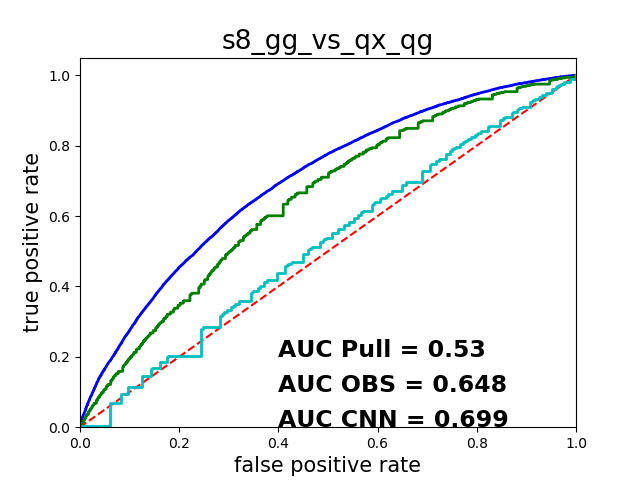 s8_gg_vs_qx_qg
true positive rate
1.0
0.8
0.6
0.4
0.2
0.0
AUC Pull = 0.53
AUC OBS = 0.648
AUC CNN = 0.699
0.0 0.2 0.4 0.6 0.8 1.0
false positive rate